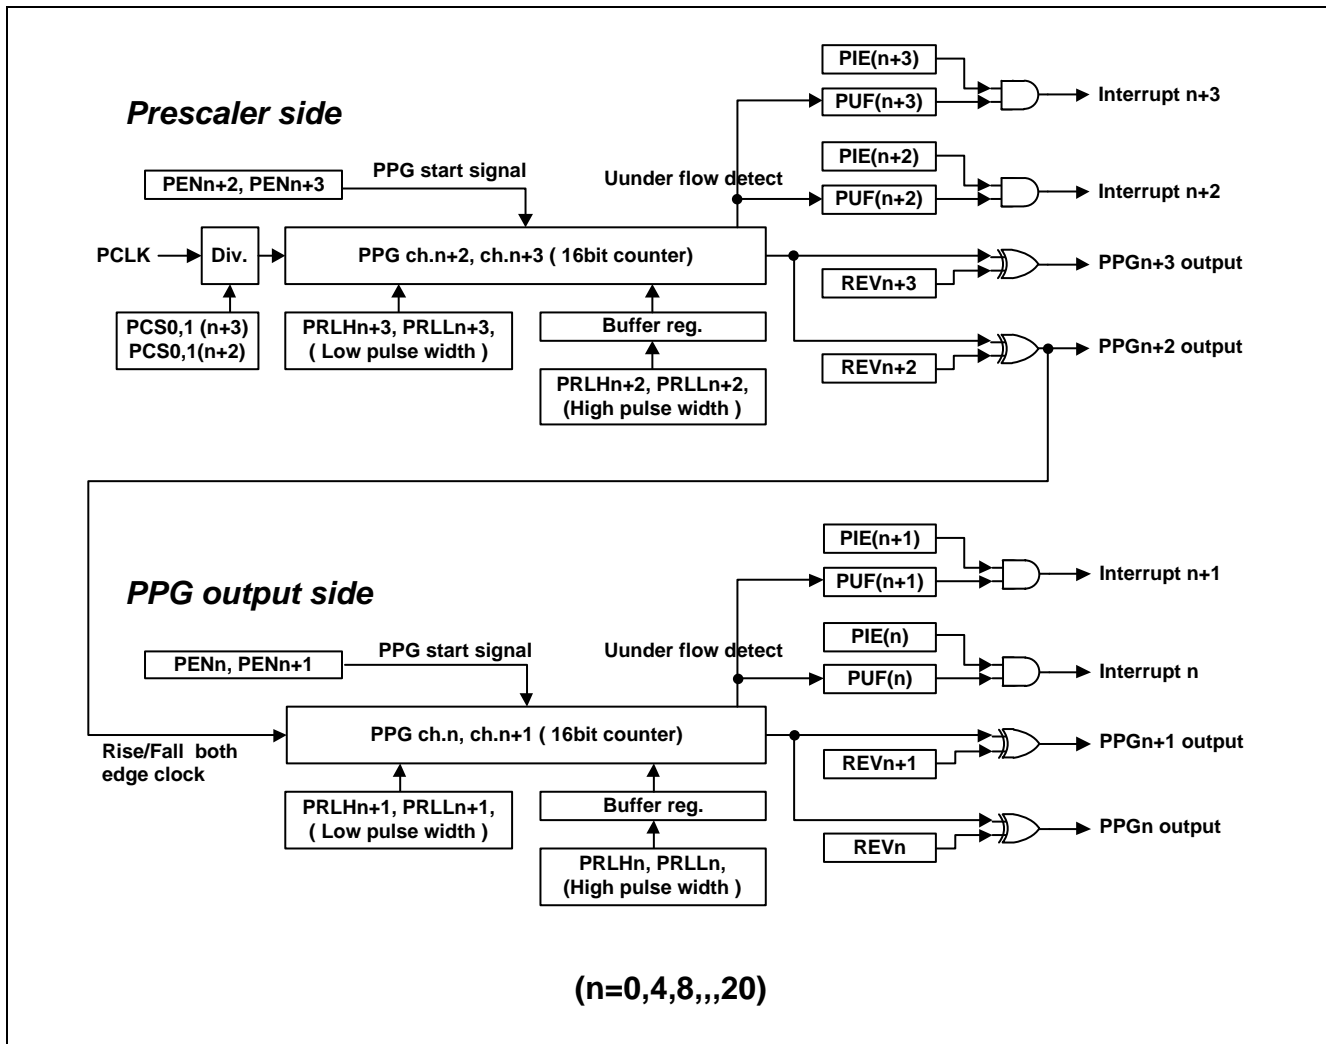 PIE(n+3)
PUF(n+3)
Interrupt n+3
Prescaler side
PIE(n+2)
PUF(n+2)
Interrupt n+2
PENn+2, PENn+3
PPG start signal
Uunder flow detect
PCLK
Div.
PPG ch.n+2, ch.n+3 ( 16bit counter)
REVn+3
PPGn+3 output
PCS0,1 (n+3)
PCS0,1(n+2)
PRLHn+3, PRLLn+3,
( Low pulse width )
Buffer reg.
PRLHn+2, PRLLn+2,
(High pulse width )
REVn+2
PPGn+2 output
PIE(n+1)
PUF(n+1)
Interrupt n+1
PPG output side
PIE(n)
PUF(n)
Interrupt n
PENn, PENn+1
PPG start signal
Uunder flow detect
Rise/Fall both
edge clock
PPG ch.n, ch.n+1 ( 16bit counter)
REVn+1
PPGn+1 output
PRLHn+1, PRLLn+1,
( Low pulse width )
Buffer reg.
PRLHn, PRLLn,
(High pulse width )
REVn
PPGn output
(n=0,4,8,,,20)